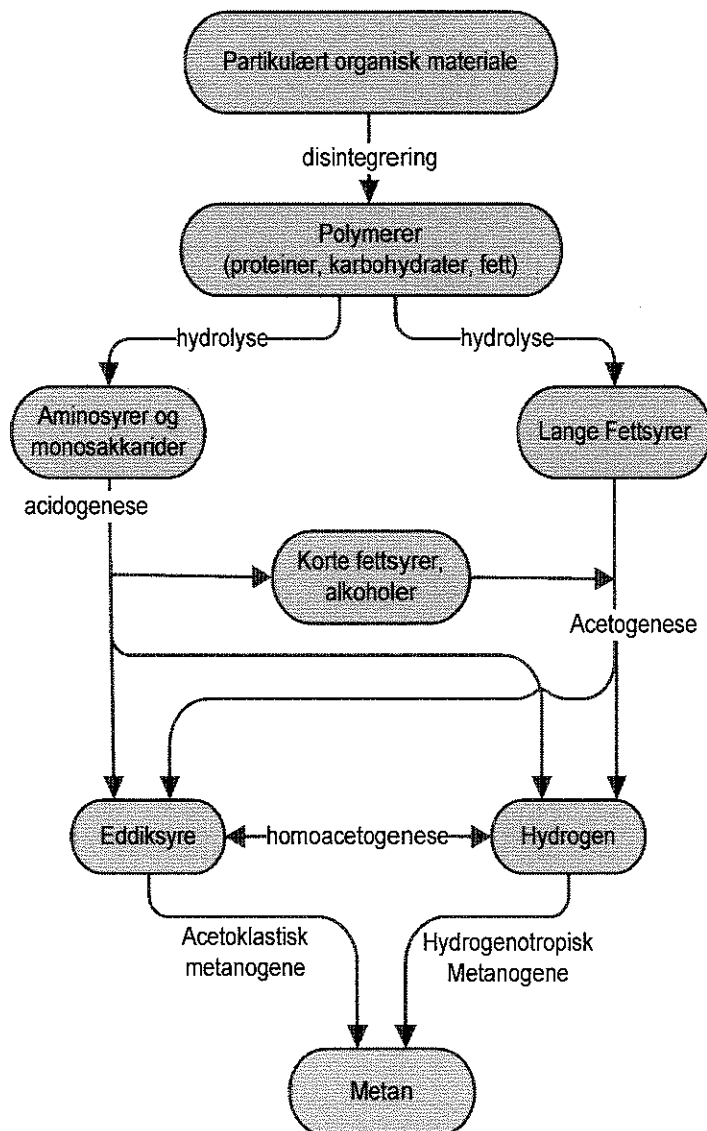 Partikulært organisk materiale
disintegrering
Polymerer
(proteiner, karbohydrater, fett)
hydrolyse
hydrolyse
Aminosyrer og
monosakkarider
Lange Fettsyrer
acidogenese
Korte fettsyrer,
alkoholer
Acetogenese
Eddiksyre
homoacetogenese
Hydrogen
Acetoklastisk
metanogene
Hydrogenotropisk
Metanogene
Metan